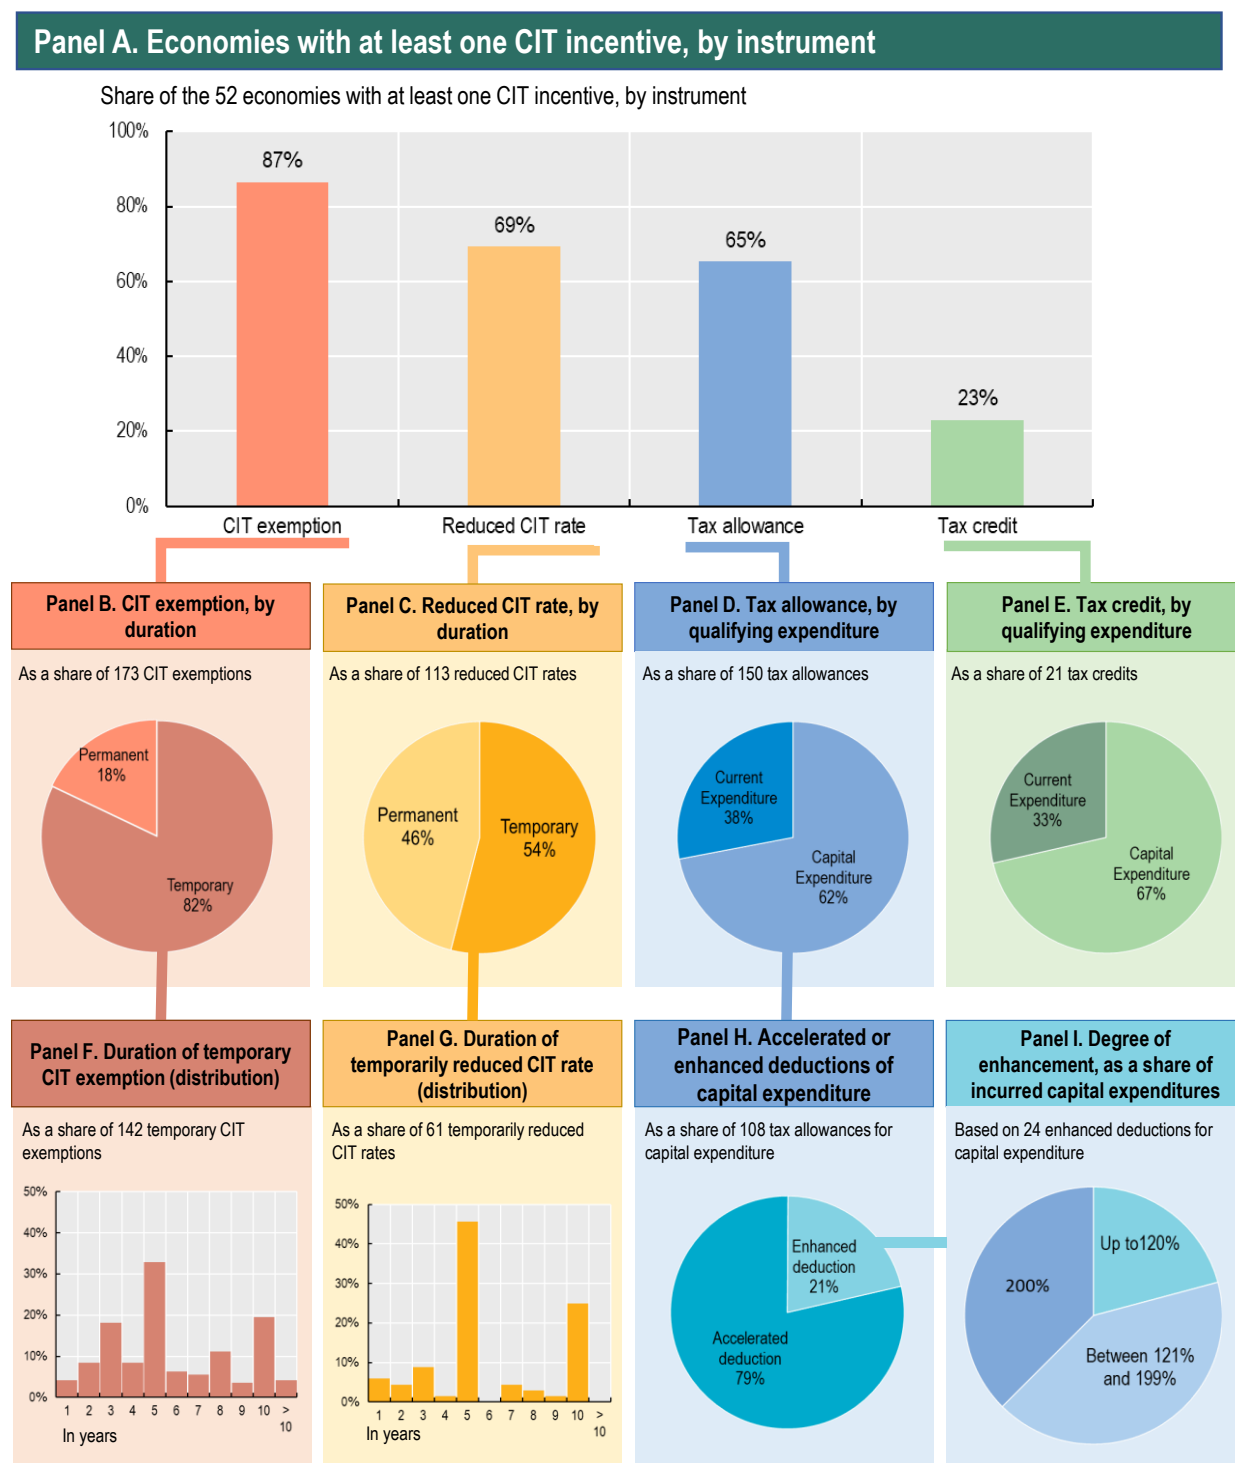 Panel A. Economies with at least one CIT incentive, by instrument
Share of the 52 economies with at least one CIT incentive, by instrument
100%
80%
60%
40%
20%
0%
87%
69%
65%
23%
CIT exemption
Reduced CIT rate
Tax allowance
Tax credit
Panel B. CIT exemption, by
duration
As a share of 173 CIT exemptions
Permanent
18%
Temporary
82%
Panel C. Reduced CIT rate, by
duration
As a share of 113 reduced CIT rates
Permanent
46%
Temporary
54%
Panel D. Tax allowance, by
qualifying expenditure
As a share of 150 tax allowances
Current
Expenditure
38%
Capital
Expenditure
62%
Panel E. Tax credit, by
qualifying expenditure
As a share of 21 tax credits
Current
Expenditure
33%
Capital
Expenditure
67%
Panel F. Duration of temporary
CIT exemption (distribution)
As a share of 142 temporary CIT
exemptions
50%
40%
30%
20%
10%
0%
1 2 3 4 5 6 7 8 9 10 >
10
In years
Panel G. Duration of
temporarily reduced CIT rate
(distribution)
As a share of 61 temporarily reduced
CIT rates
50%
40%
30%
20%
10%
0%
1 2 3 4 5 6 7 8 9 10 >
10
In years
Panel H. Accelerated or
enhanced deductions of
capital expenditure
As a share of 108 tax allowances for
capital expenditure
Enhanced
deduction
21%
Accelerated
deduction
79%
Panel I. Degree of
enhancement, as a share of
incurred capital expenditures
Based on 24 enhanced deductions for
capital expenditure
Up to120%
200%
Between 121%
and 199%